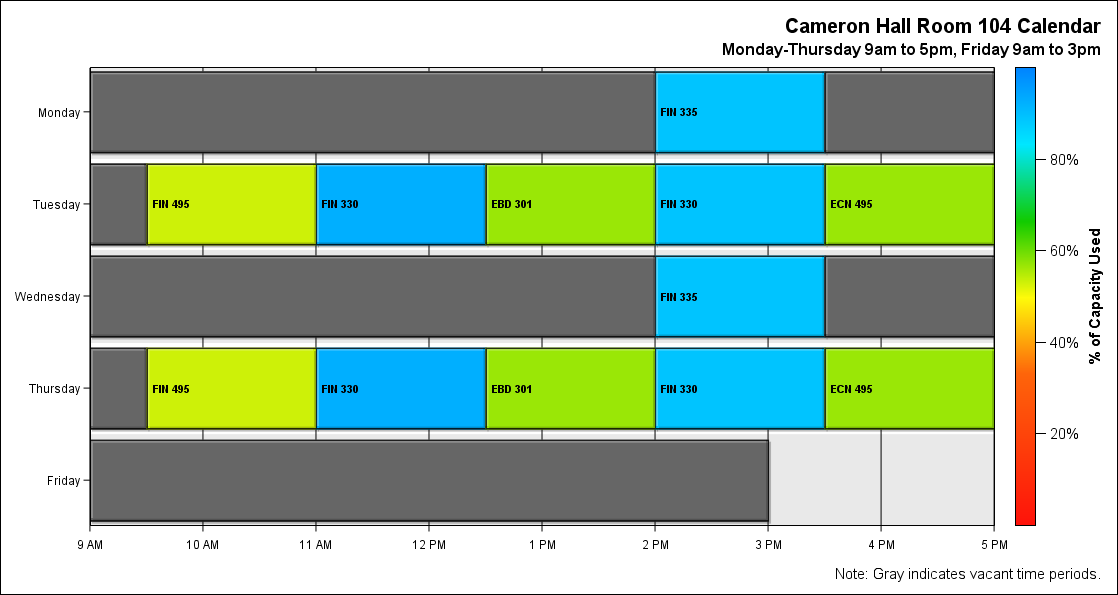 Cameron Hall Room 104 Calendar
Monday-Thursday 9am to 5pm, Friday 9am to 3pm
Monday
FIN 335
Tuesday
FIN 495
FIN 330
EBD 301
FIN 330
ECN 495
Wednesday
FIN 335
Thursday
FIN 495
FIN 330
EBD 301
FIN 330
ECN 495
Friday
9 AM
10 AM
11 AM
12 PM
1 PM
2 PM
3 PM
4 PM
5 PM
80%
60%
40%
20%
% of Capacity Used
Note: Gray indicates vacant time periods.